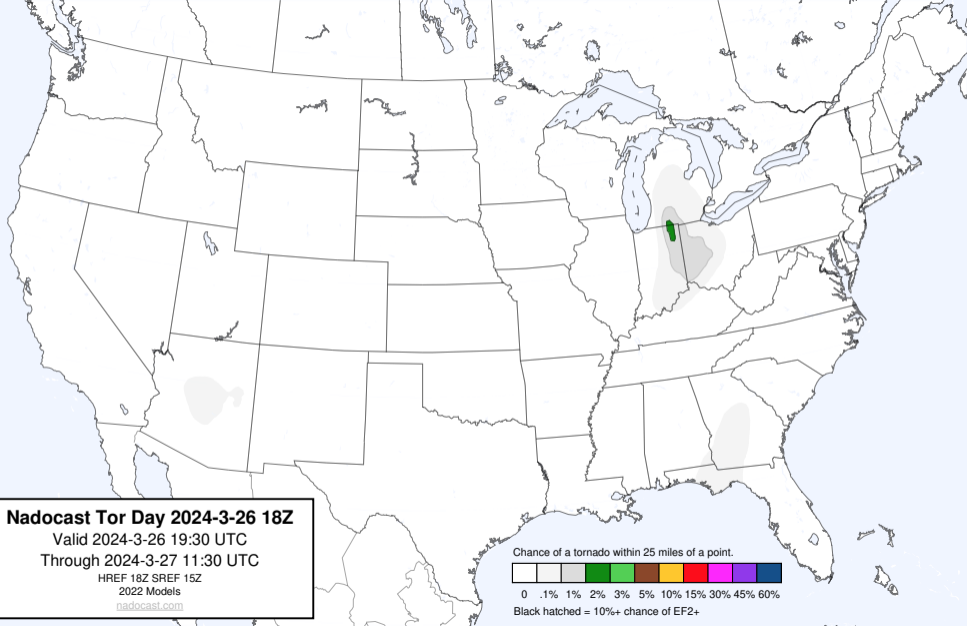 Nadocast Tor Day 2024-3-26 18Z
Valid 2024-3-26 19:30 UTC
Through 2024-3-27 11:30 UTC
HREF 18Z SREF 15Z
2022 Models
nadocast.com
Chance of a tornado within 25 miles of a point.
0 .1% 1% 2% 3% 5% 10% 15% 30% 45% 60%
Black hatched = 10%+ chance of EF2+